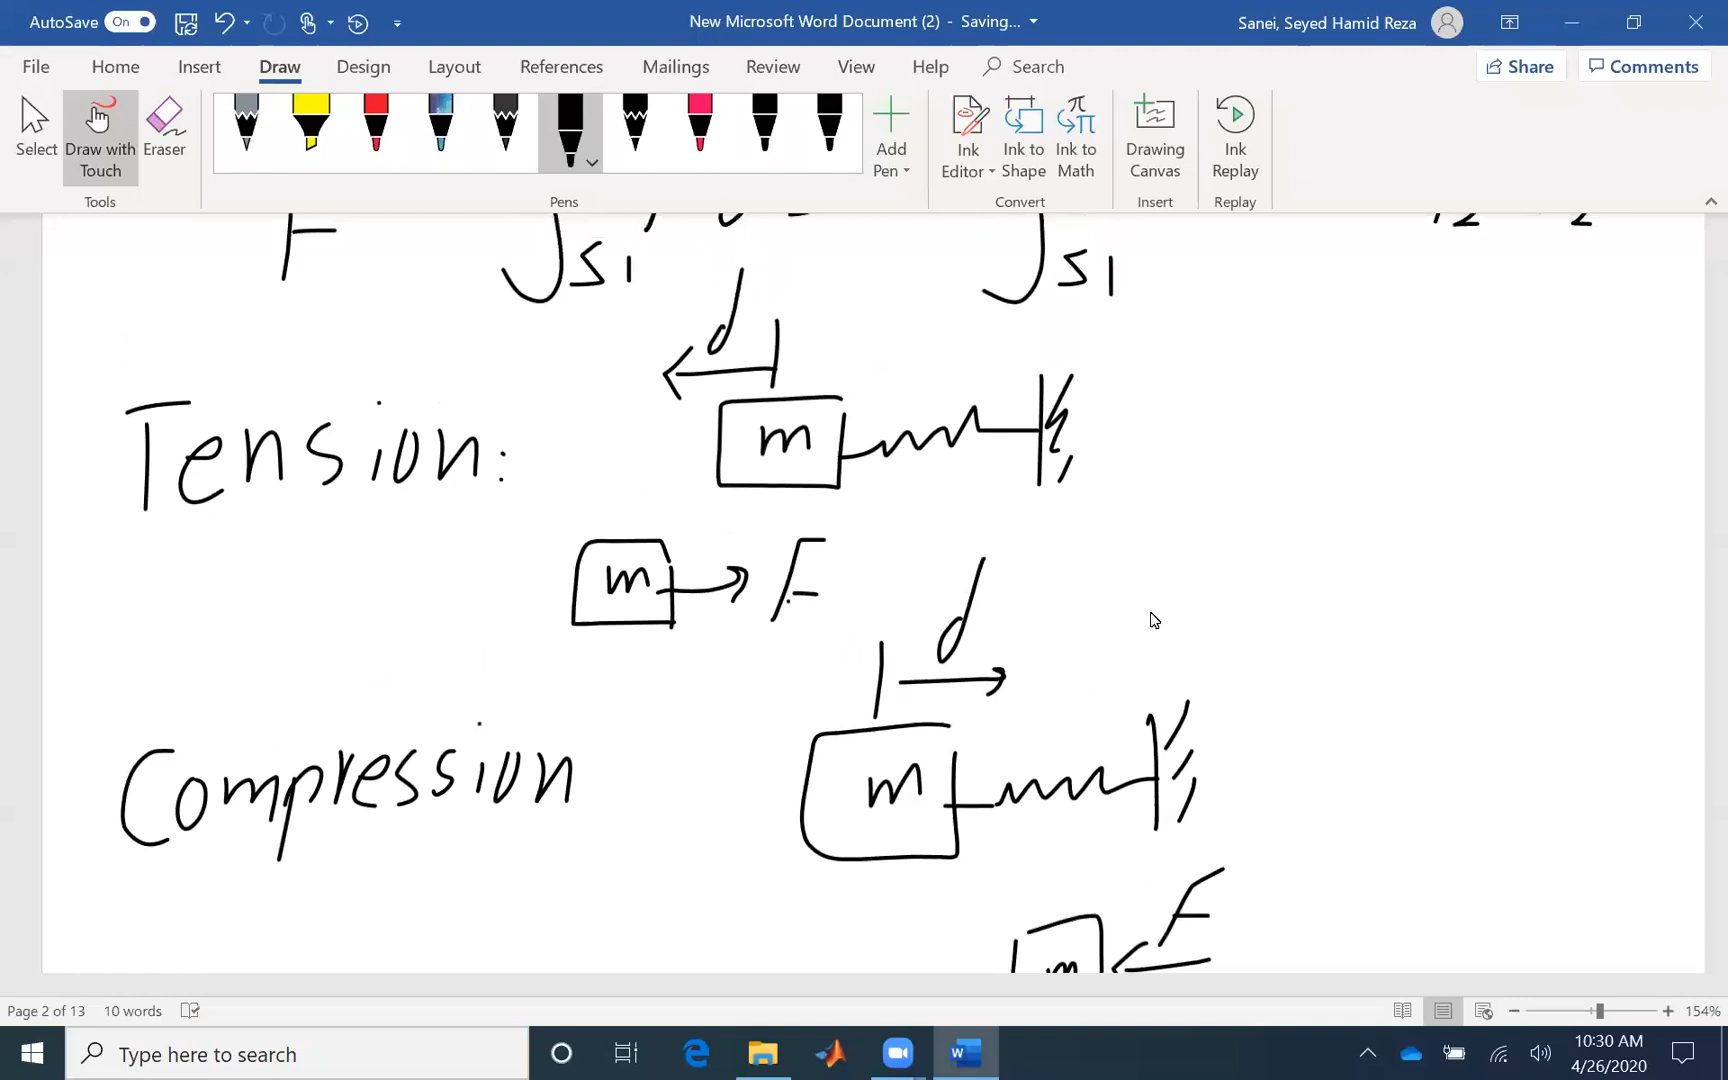 AutoSave On New Microsoft Word Document (2) - Saving... Sanei, Seyed Hamid Reza
File Home Insert Draw Design Layout References Mailings Review View Help Search Share Comments
Select Draw with Touch Eraser Add Pen Ink Editor Ink to Shape Ink to Math Drawing Canvas Ink Replay
Tools Pens Convert Insert Replay
F S1 S1
d
Tension: m
m F
d
Compression m
F
m
Page 2 of 13 10 words 154%
Type here to search 10:30 AM
4/26/2020